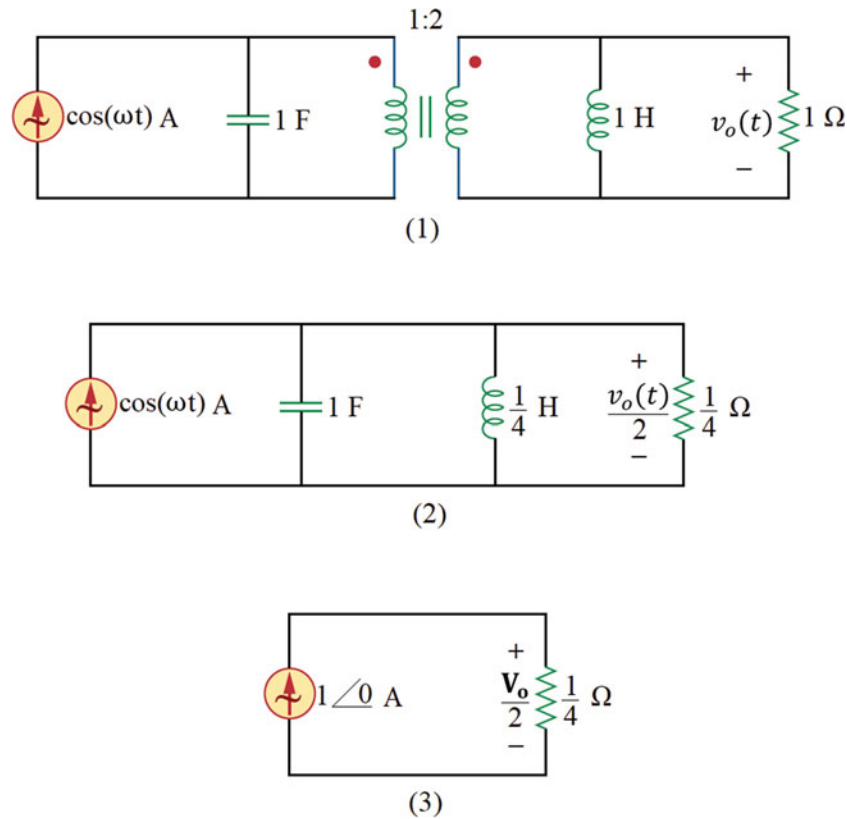 1:2
cos(ωt) A
1 F
1 H
+
v_o(t)
−
1 Ω
(1)
cos(ωt) A
1 F
1/4 H
+
v_o(t)/2
−
1/4 Ω
(2)
1∠0 A
+
V_o/2
−
1/4 Ω
(3)